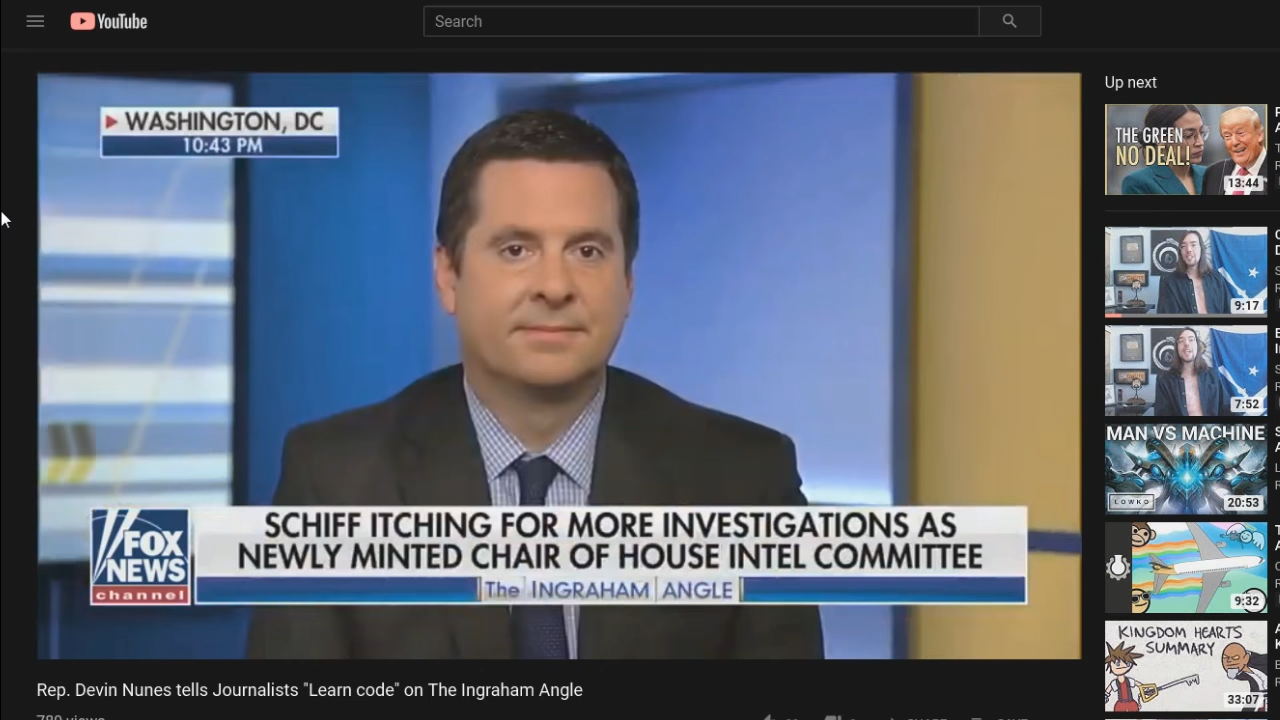 YouTube
Search
WASHINGTON, DC
10:43 PM
FOX
NEWS
channel
SCHIFF ITCHING FOR MORE INVESTIGATIONS AS
NEWLY MINTED CHAIR OF HOUSE INTEL COMMITTEE
The INGRAHAM ANGLE
Rep. Devin Nunes tells Journalists "Learn code" on The Ingraham Angle
Up next
THE GREEN
NO DEAL!
13:44
9:17
7:52
MAN VS MACHINE
LOWKO
20:53
9:32
KINGDOM HEARTS
SUMMARY
33:07